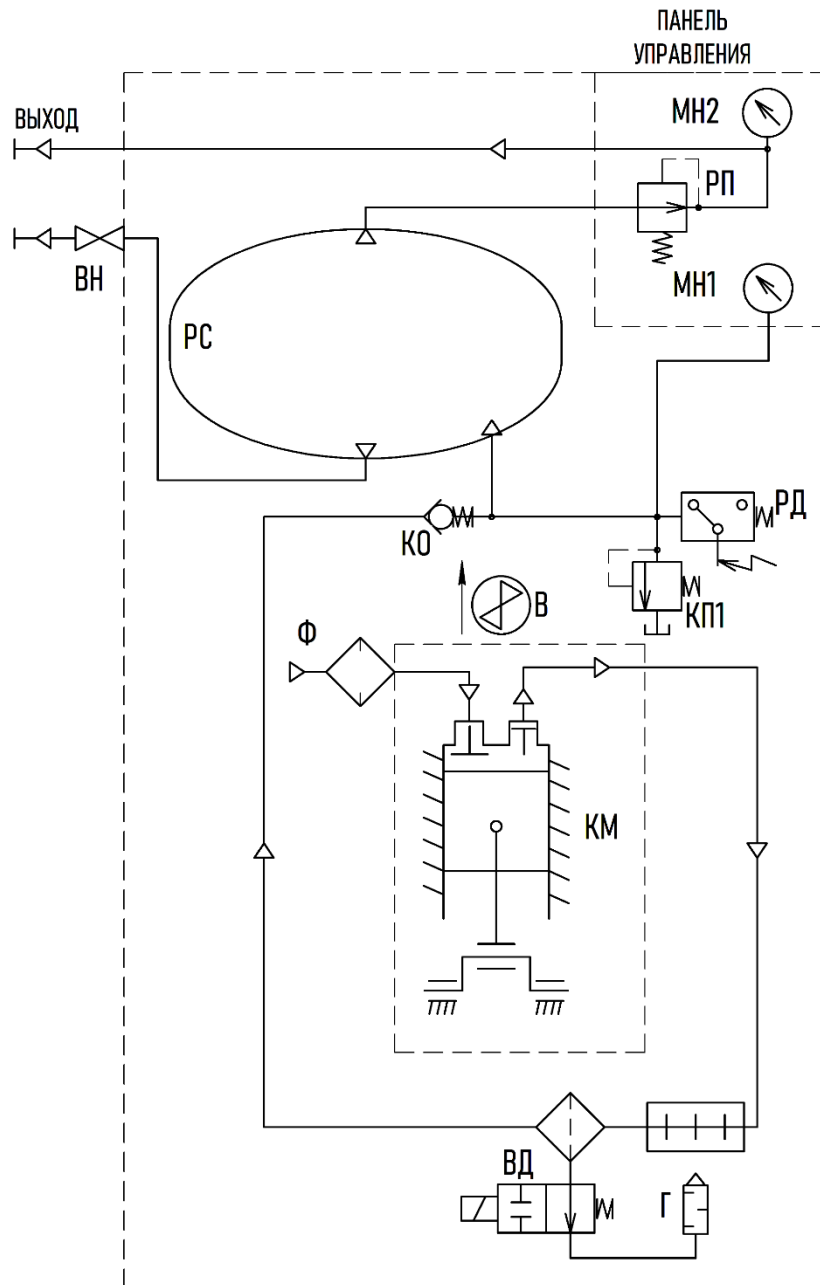 ПАНЕЛЬ
УПРАВЛЕНИЯ
МН2
ВЫХОД
РП
ВН
МН1
РС
РД
КО
КП1
В
Ф
КМ
ВД
Г